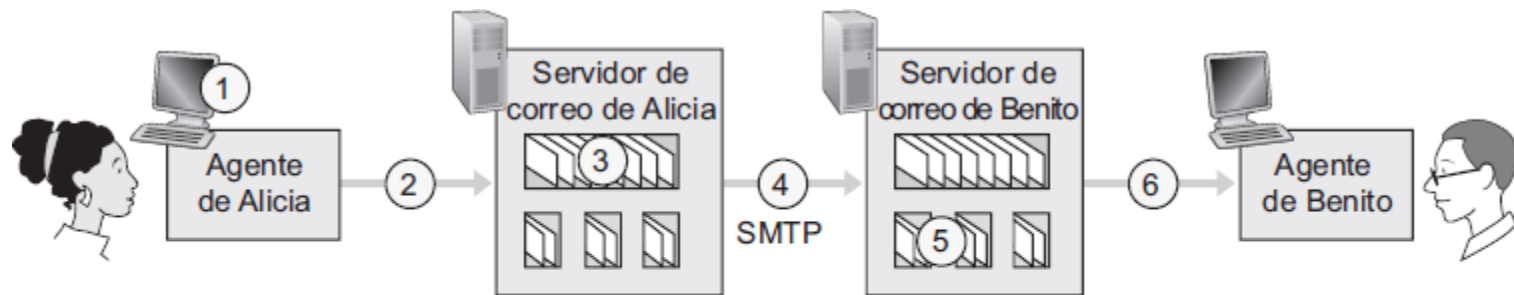 1
Agente
de Alicia
2
Servidor de
correo de Alicia
3
4
SMTP
Servidor de
correo de Benito
5
6
Agente
de Benito